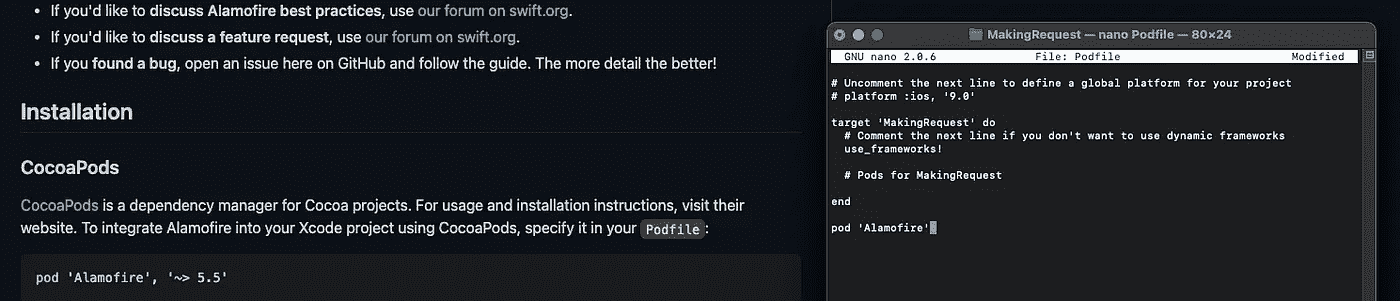 • If you'd like to discuss Alamofire best practices, use our forum on swift.org.
• If you'd like to discuss a feature request, use our forum on swift.org.
• If you found a bug, open an issue here on GitHub and follow the guide. The more detail the better!
Installation
CocoaPods
CocoaPods is a dependency manager for Cocoa projects. For usage and installation instructions, visit their
website. To integrate Alamofire into your Xcode project using CocoaPods, specify it in your Podfile:
pod 'Alamofire', '~> 5.5'
MakingRequest — nano Podfile — 80×24
GNU nano 2.0.6 File: Podfile Modified
# Uncomment the next line to define a global platform for your project
# platform :ios, '9.0'
target 'MakingRequest' do
# Comment the next line if you don't want to use dynamic frameworks
use_frameworks!
# Pods for MakingRequest
end
pod 'Alamofire'